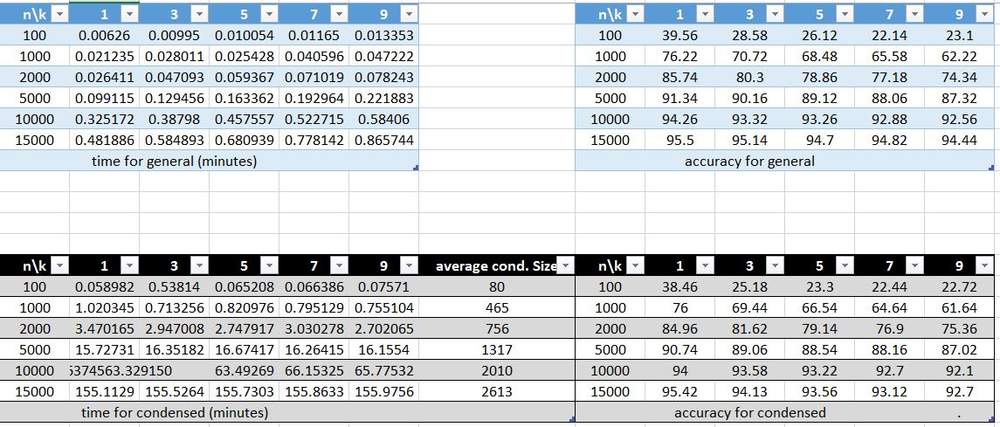 n\k 1 3 5 7 9 n\k 1 3 5 7 9
100 0.00626 0.00995 0.010054 0.01165 0.013353 100 39.56 28.58 26.12 22.14 23.1
1000 0.021235 0.028011 0.025428 0.040596 0.047222 1000 76.22 70.72 68.48 65.58 62.22
2000 0.026411 0.047093 0.059367 0.071019 0.078243 2000 85.74 80.3 78.86 77.18 74.34
5000 0.099115 0.129456 0.163362 0.192964 0.221883 5000 91.34 90.16 89.12 88.06 87.32
10000 0.325172 0.38798 0.457557 0.522715 0.58406 10000 94.26 93.32 93.26 92.88 92.56
15000 0.481886 0.584893 0.680939 0.778142 0.865744 15000 95.5 95.14 94.7 94.82 94.44
time for general (minutes) accuracy for general
n\k 1 3 5 7 9 average cond. Size n\k 1 3 5 7 9
100 0.058982 0.53814 0.065208 0.066386 0.07571 80 100 38.46 25.18 23.3 22.44 22.72
1000 1.020345 0.713256 0.820976 0.795129 0.755104 465 1000 76 69.44 66.54 64.64 61.64
2000 3.470165 2.947008 2.747917 3.030278 2.702065 756 2000 84.96 81.62 79.14 76.9 75.36
5000 15.72731 16.35182 16.67417 16.26415 16.1554 1317 5000 90.74 89.06 88.54 88.16 87.02
10000 374563.329150 63.49269 66.15325 65.77532 2010 10000 94 93.58 93.22 92.7 92.1
15000 155.1129 155.5264 155.7303 155.8633 155.9756 2613 15000 95.42 94.13 93.56 93.12 92.7
time for condensed (minutes) accuracy for condensed .